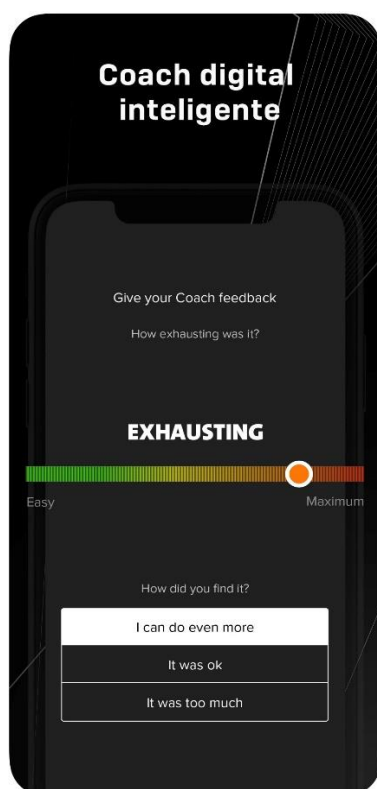 Coach digital
inteligente
Give your Coach feedback
How exhausting was it?
EXHAUSTING
Easy
Maximum
How did you find it?
I can do even more
It was ok
It was too much